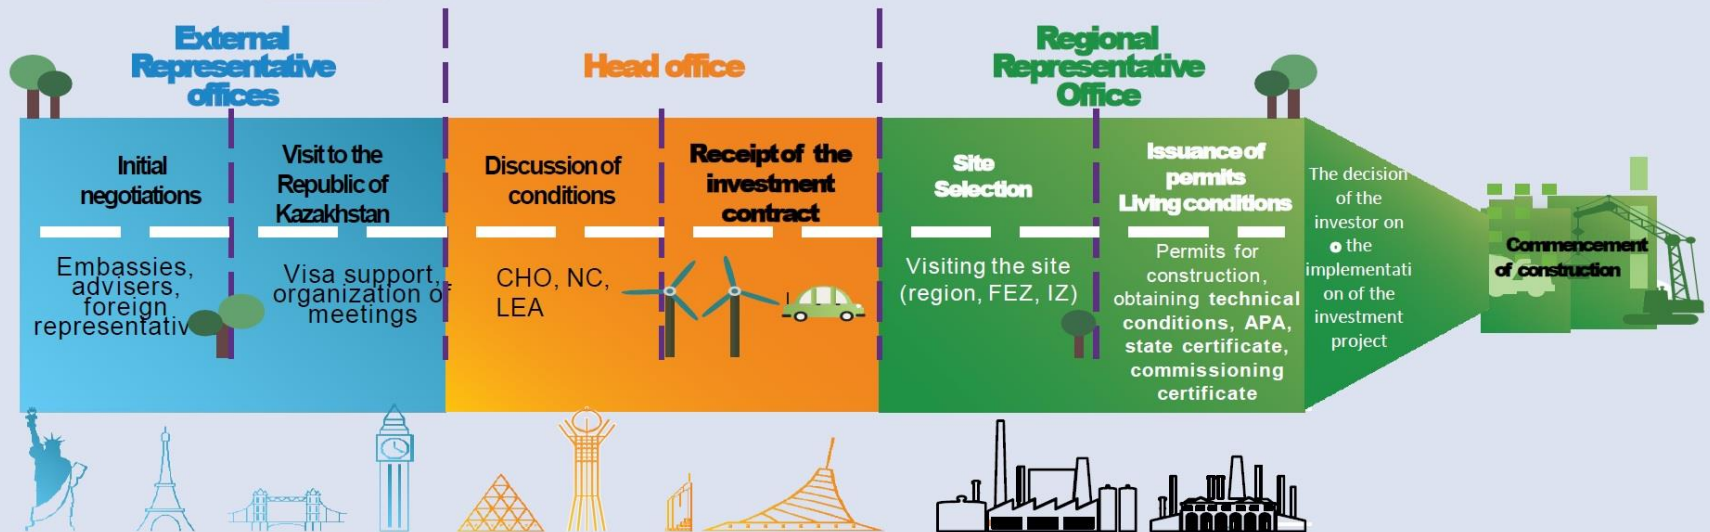 External
Representative
offices
Head office
Regional
Representative
Office
Initial
negotiations
Visit to the
Republic of
Kazakhstan
Discussion of
conditions
Receipt of the
investment
contract
Site
Selection
Issuance of
permits
Living conditions
Embassies,
advisers,
foreign
representativ
Visa support,
organization of
meetings
CHO, NC,
LEA
Visiting the site
(region, FEZ, IZ)
Permits for
construction,
obtaining technical
conditions, APA,
state certificate,
commissioning
certificate
The decision
of the
investor on
the
implementati
on of the
investment
project
Commencement
of construction